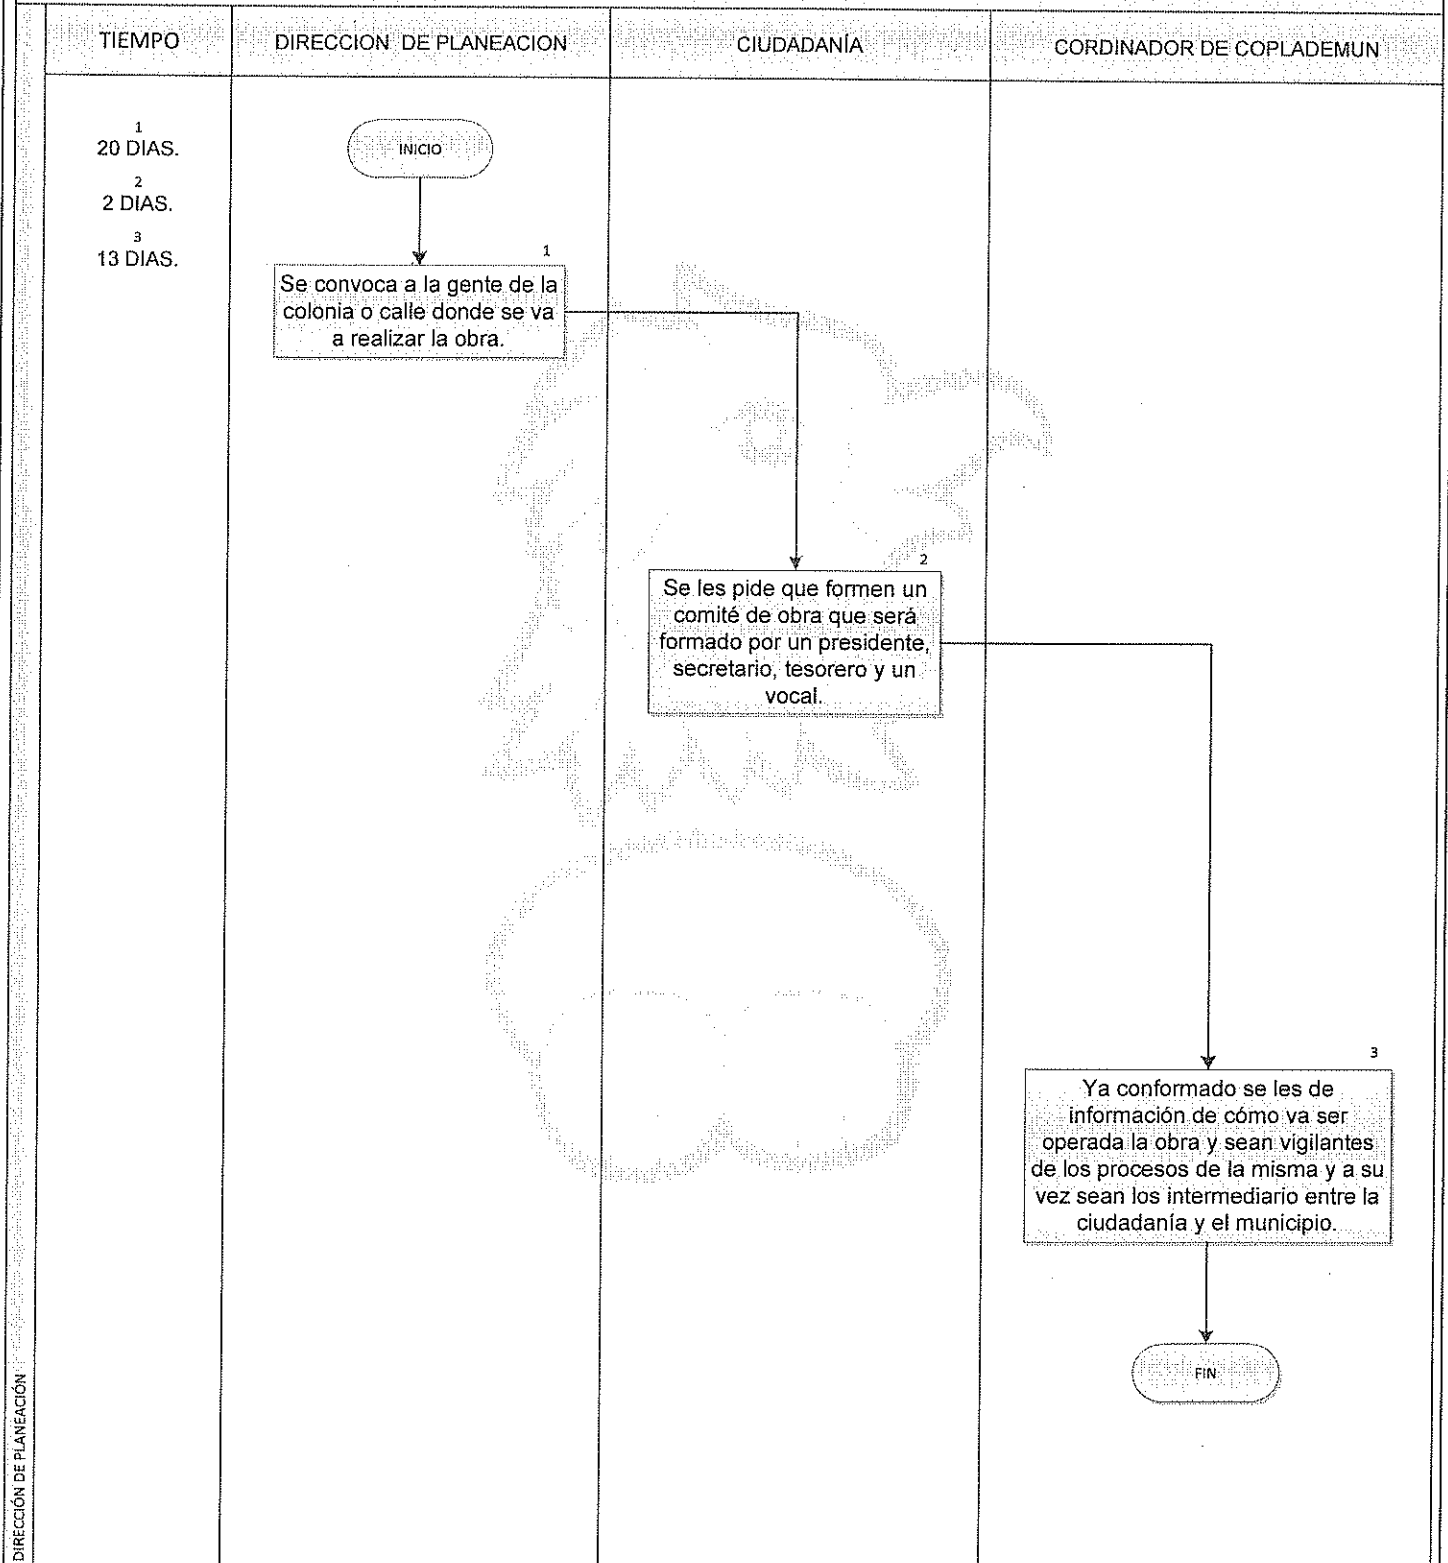 TIEMPO
DIRECCION DE PLANEACION
CIUDADANÍA
CORDINADOR DE COPLADEMUN
1
20 DIAS.
2
2 DIAS.
3
13 DIAS.
INICIO
1
Se convoca a la gente de la
colonia o calle donde se va
a realizar la obra.
2
Se les pide que formen un
comité de obra que será
formado por un presidente,
secretario, tesorero y un
vocal.
3
Ya conformado se les de
información de cómo va ser
operada la obra y sean vigilantes
de los procesos de la misma y a su
vez sean los intermediario entre la
ciudadanía y el municipio.
FIN
DIRECCIÓN DE PLANEACIÓN